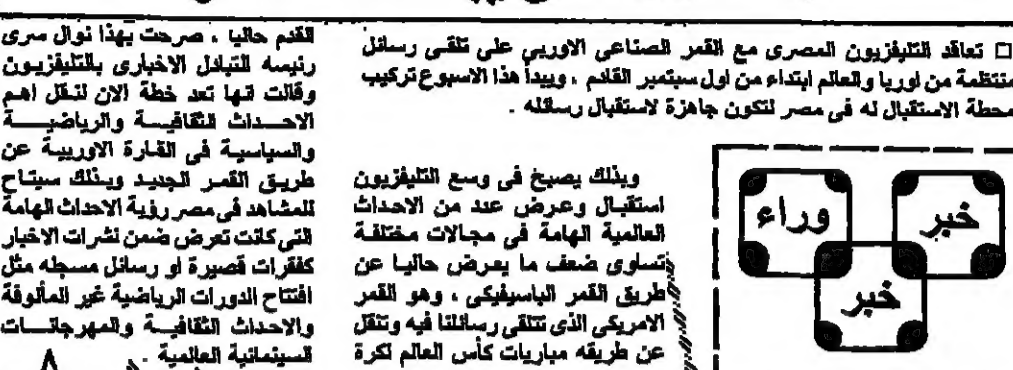 □ تعاقد التليفزيون المصرى مع القمر الصناعى الاوربى على تلقى رسائل
منتظمة من اوربا والعالم ابتداء من اول سبتمبر القادم ، ويبدأ هذا الاسبوع تركيب
محطة الاستقبال له فى مصر لتكون جاهزة لاستقبال رسائله .
خبر
وراء
خبر
وبذلك يصبح فى وسع التليفزيون
استقبال وعرض عدد من الاحداث
العالمية الهامة فى مجالات مختلفة
تساوى ضعف ما يعرض حاليا عن
طريق القمر الباسيفيكى ، وهو القمر
الامريكى الذى تتلقى رسائلنا فيه وتنقل
عن طريقه مباريات كأس العالم لكرة
القدم حاليا ، صرحت بهذا نوال سرى
رئيسه التبادل الاخبارى بالتليفزيون
وقالت انها تعد خطة الان لنقل اهم
الاحــداث الثقافيــة والرياضيــة
والسياسية فى القارة الاوربية عن
طريق القمر الجديد وبذلك سيتاح
للمشاهد فى مصر رؤية الاحداث الهامة
التى كانت تعرض ضمن نشرات الاخبار
كفقرات قصيرة او رسائل مسجله مثل
افتتاح الدورات الرياضية غير المألوفة
والاحداث الثقافيــة والمهرجانــات
السينمائية العالمية .